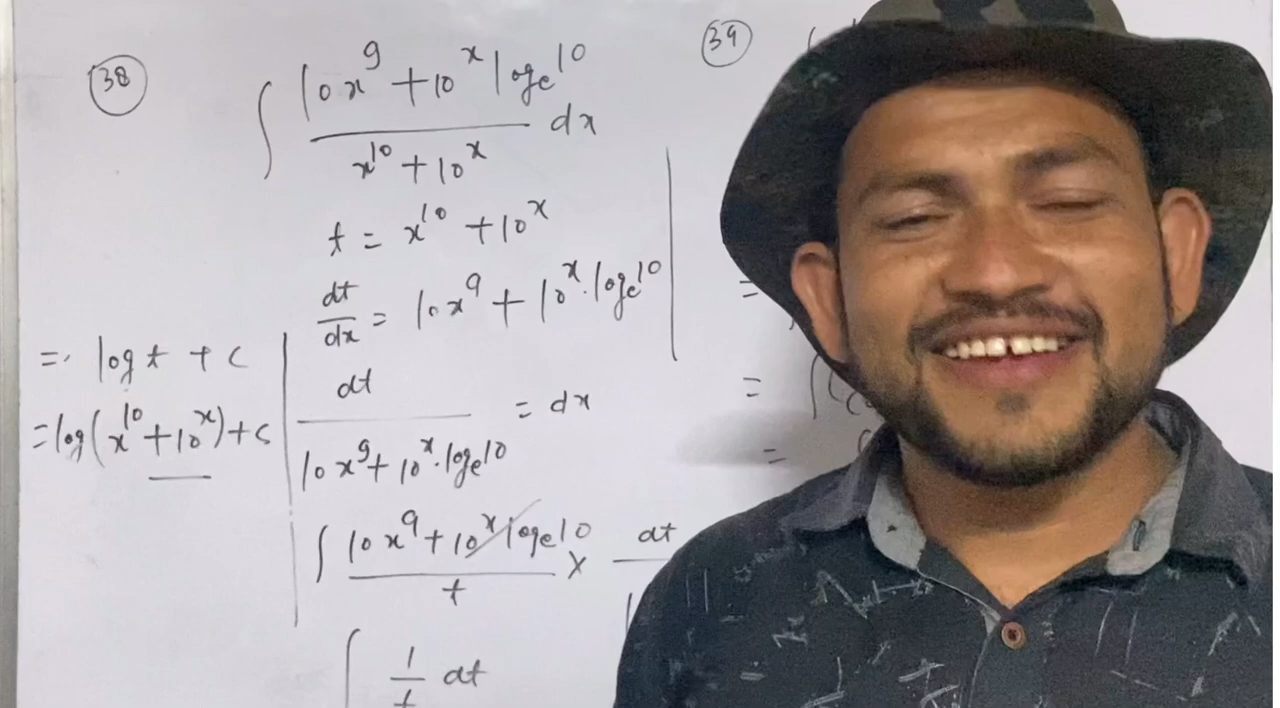 38
∫ (10x^9 + 10^x log_e 10) / (x^10 + 10^x) dx
t = x^10 + 10^x
dt/dx = 10x^9 + 10^x . log_e 10
dt / (10x^9 + 10^x . log_e 10) = dx
∫ (10x^9 + 10^x log_e 10) / t × dt
∫ 1/t dt
= log t + c
= log(x^10 + 10^x) + c
39
=
= ∫
=